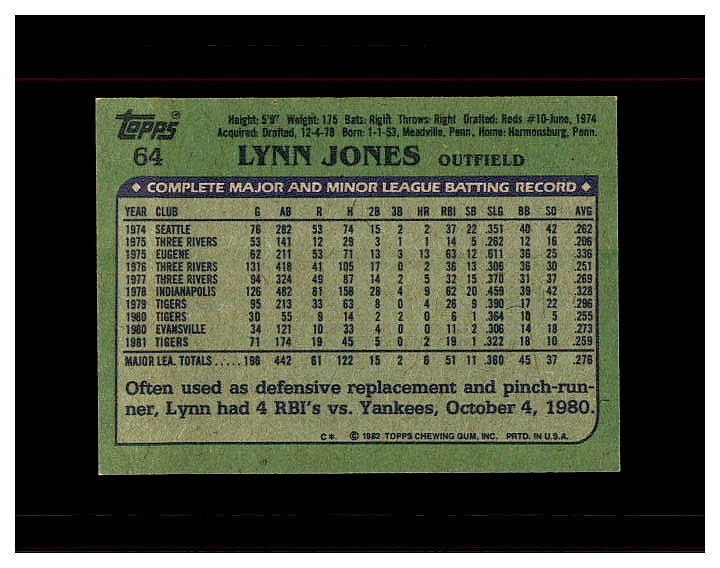 Topps
Height: 5'9" Weight: 175 Bats: Right Throws: Right Drafted: Reds #10-June, 1974
Acquired: Drafted, 12-4-78 Born: 1-1-53, Meadville, Penn. Home: Harmonsburg, Penn.
64 LYNN JONES OUTFIELD
◆ COMPLETE MAJOR AND MINOR LEAGUE BATTING RECORD ◆
YEAR CLUB G AB R H 2B 3B HR RBI SB SLG BB SO AVG
1974 SEATTLE 76 282 53 74 15 2 2 37 22 .351 40 42 .262
1975 THREE RIVERS 53 141 12 29 3 1 1 14 5 .262 12 16 .206
1975 EUGENE 62 211 53 71 13 3 13 63 12 .611 36 25 .336
1976 THREE RIVERS 131 418 41 105 17 0 2 36 13 .306 36 30 .251
1977 THREE RIVERS 94 324 49 87 14 2 5 32 15 .370 31 37 .269
1978 INDIANAPOLIS 126 482 81 158 28 4 9 62 20 .459 39 42 .328
1979 TIGERS 95 213 33 63 8 0 4 26 9 .390 17 22 .296
1980 TIGERS 30 55 9 14 2 2 0 6 1 .364 10 5 .255
1980 EVANSVILLE 34 121 10 33 4 0 0 11 2 .306 14 18 .273
1981 TIGERS 71 174 19 45 5 0 2 19 1 .322 18 10 .259
MAJOR LEA. TOTALS ..... 196 442 61 122 15 2 6 51 11 .360 45 37 .276
Often used as defensive replacement and pinch-run-
ner, Lynn had 4 RBI's vs. Yankees, October 4, 1980.
C*. © 1982 TOPPS CHEWING GUM, INC. PRTD. IN U.S.A.